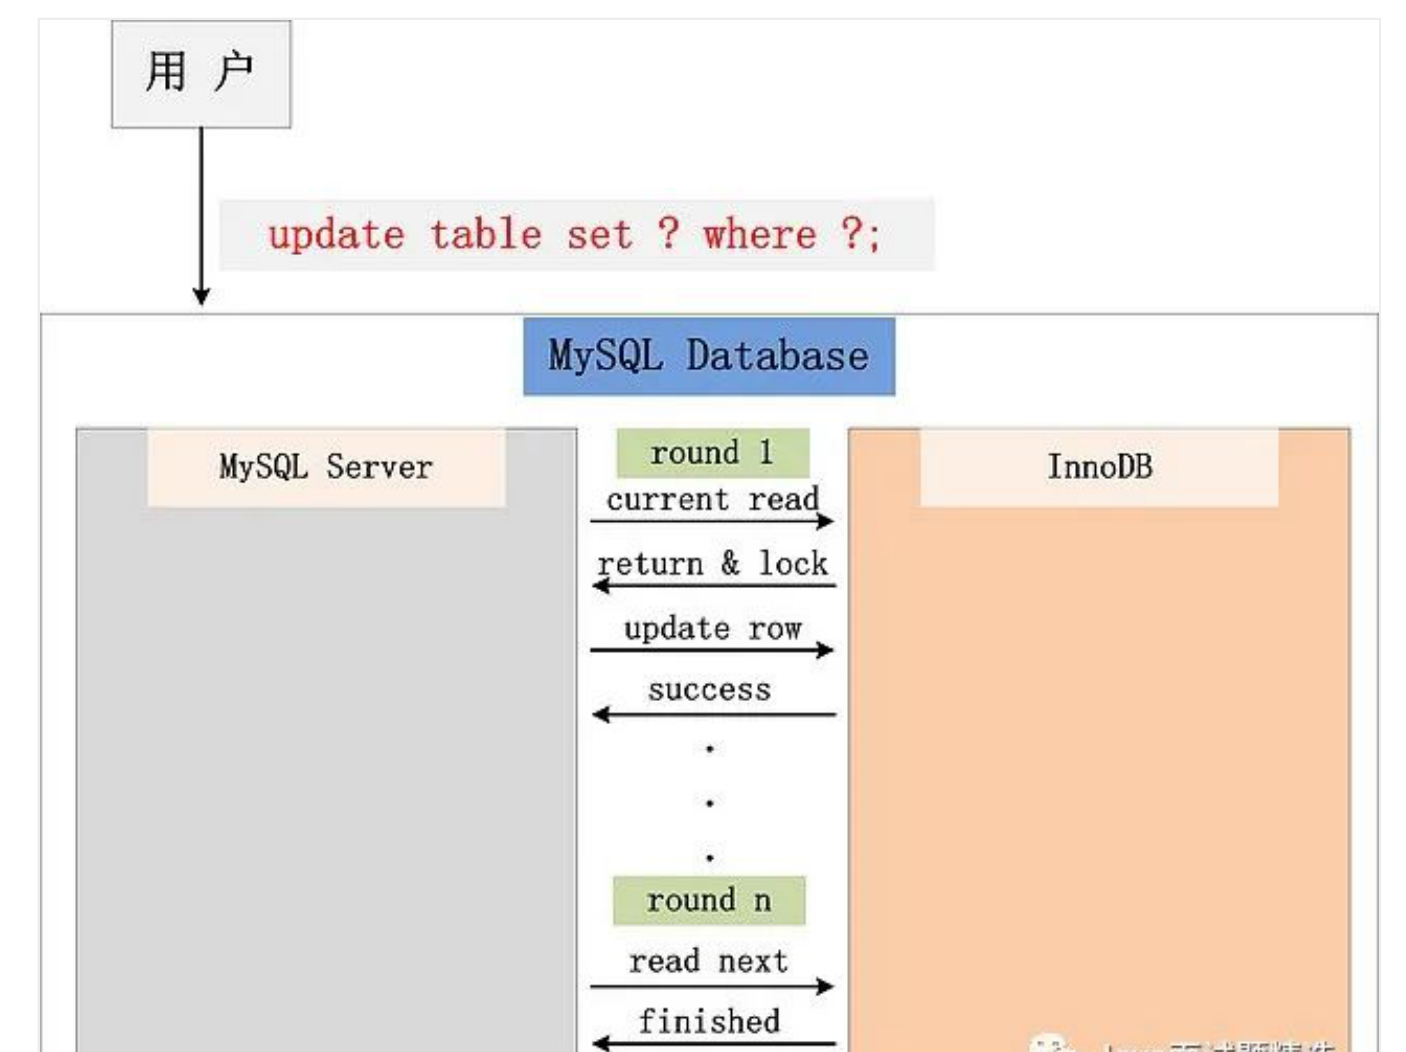 用 户
update table set ? where ?;
MySQL Database
MySQL Server
round 1
InnoDB
current read
return & lock
update row
success
round n
read next
finished